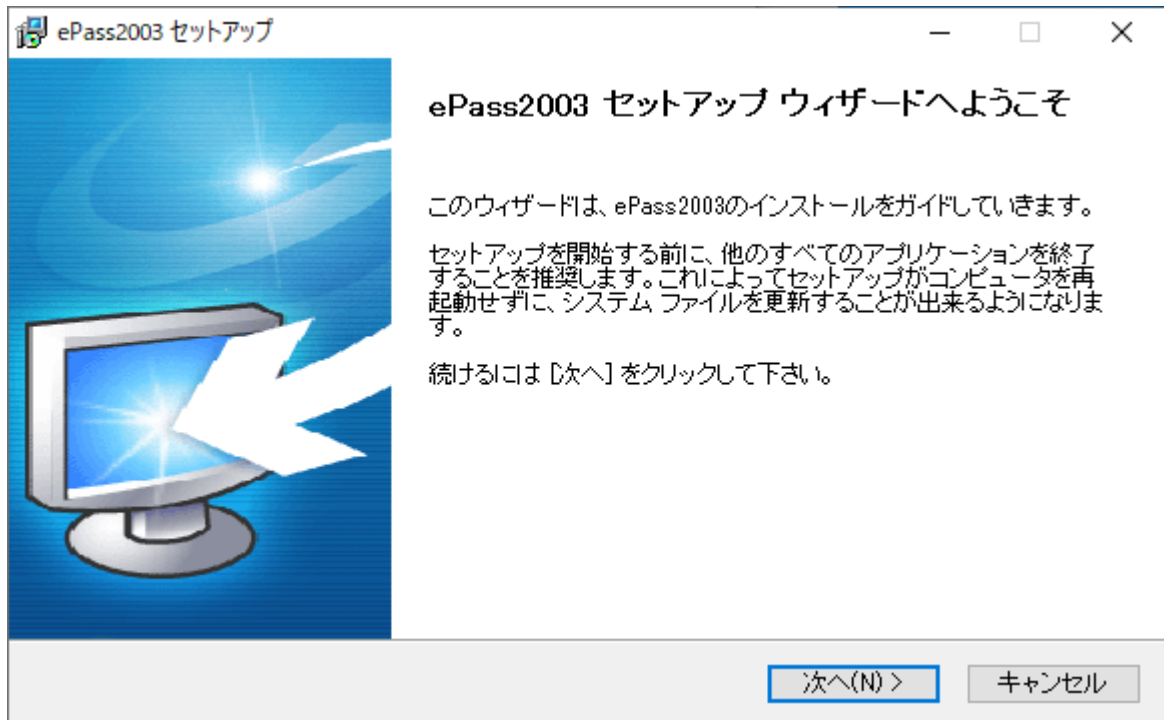 ePass2003 セットアップ
ePass2003 セットアップ ウィザードへようこそ
このウィザードは、ePass2003のインストールをガイドしていきます。
セットアップを開始する前に、他のすべてのアプリケーションを終了
することを推奨します。これによってセットアップがコンピュータを再
起動せずに、システム ファイルを更新することが出来るようになりま
す。
続けるには [次へ] をクリックして下さい。
次へ(N) >
キャンセル